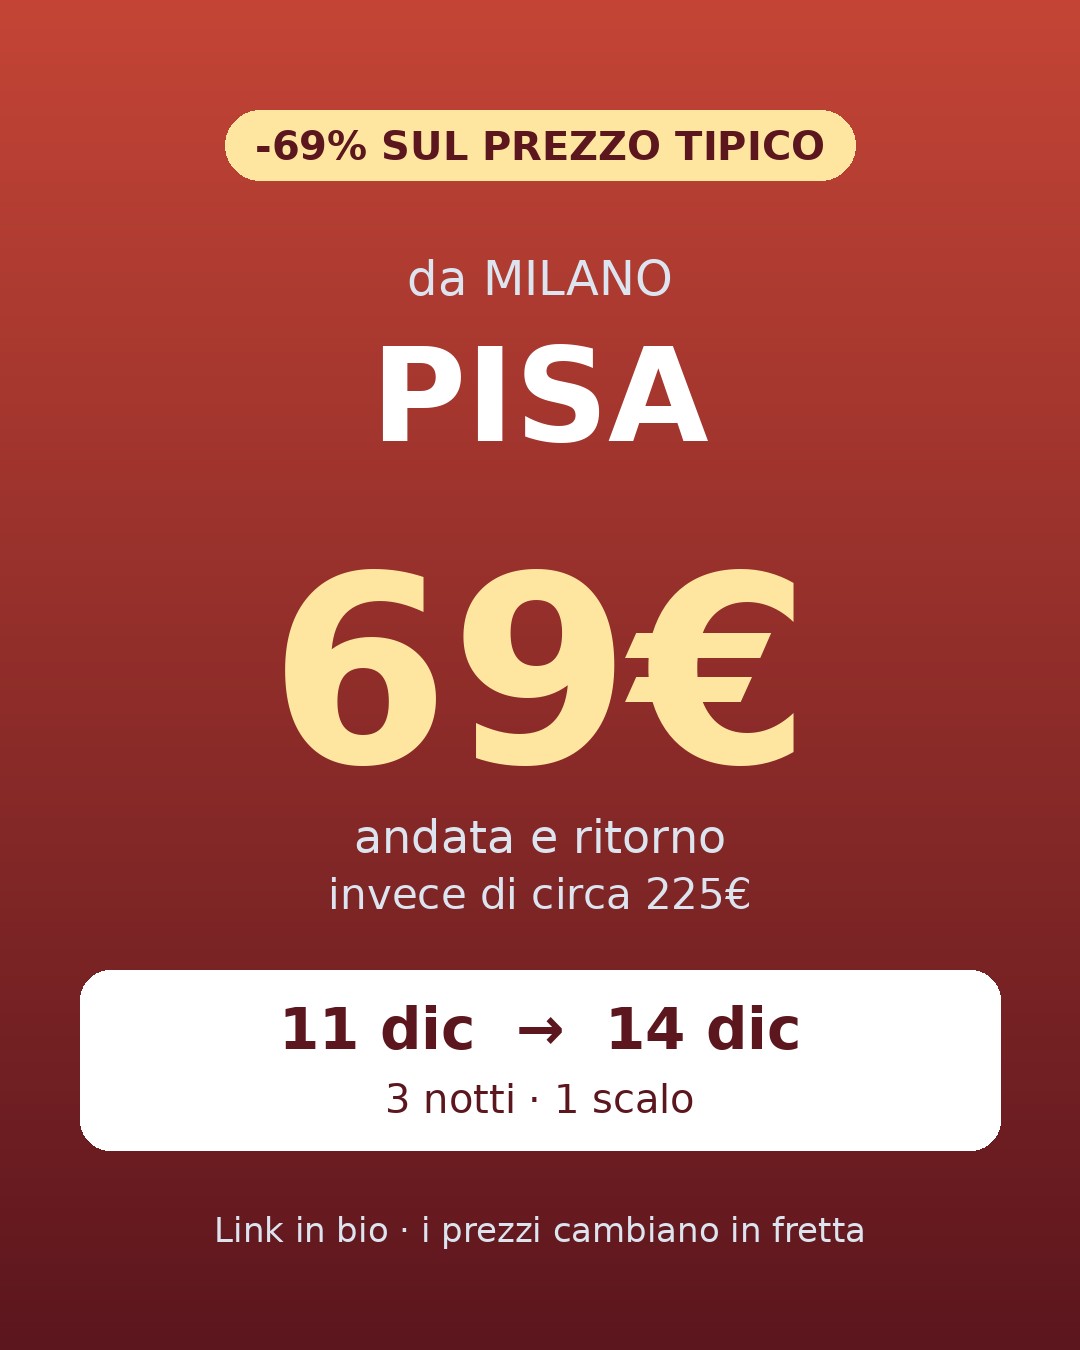 -69% SUL PREZZO TIPICO
da MILANO
PISA
69€
andata e ritorno
invece di circa 225€
11 dic → 14 dic
3 notti · 1 scalo
Link in bio · i prezzi cambiano in fretta